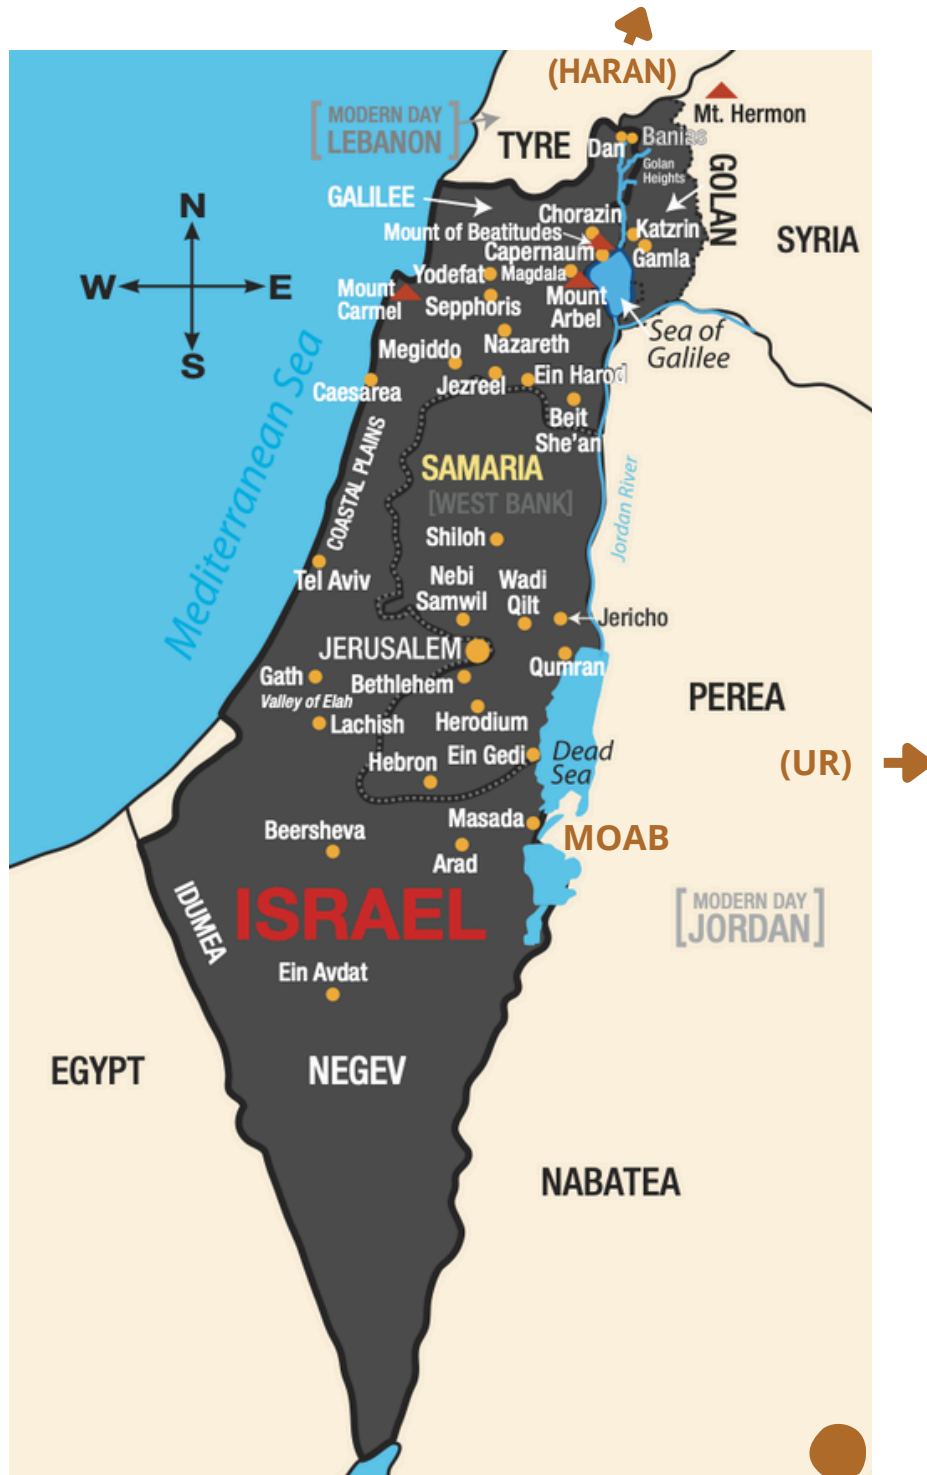 (HARAN)
MODERN DAY
LEBANON
Mt. Hermon
TYRE
Dan
Banias
Golan
Heights
GOLAN
GALILEE
N
W
E
S
Chorazin
Mount of Beatitudes
Katzrin
SYRIA
Capernaum
Gamla
Yodefat
Magdala
Mount
Carmel
Sepphoris
Mount
Arbel
Sea of
Galilee
Nazareth
Megiddo
Jezreel
Ein Harod
Caesarea
Beit
She'an
Mediterranean Sea
COASTAL PLAINS
SAMARIA
[WEST BANK]
Jordan River
Shiloh
Tel Aviv
Nebi
Samwil
Wadi
Qilt
Jericho
JERUSALEM
Qumran
Gath
Bethlehem
Valley of Elah
Lachish
Herodium
PEREA
Hebron
Ein Gedi
Dead
Sea
(UR)
Masada
MOAB
Beersheva
Arad
IDUMEA
ISRAEL
MODERN DAY
JORDAN
Ein Avdat
EGYPT
NEGEV
NABATEA